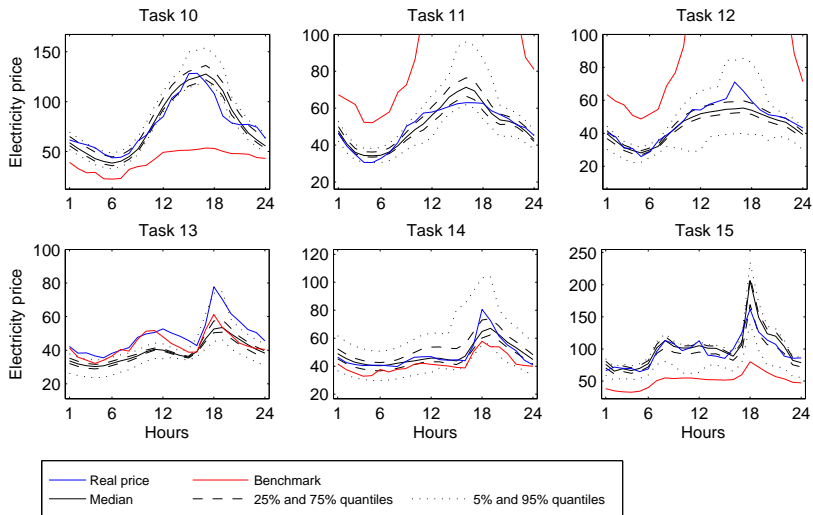 Task 10
Task 11
Task 12
Electricity price
150
100
50
1 6 12 18 24
100
80
60
40
20
1 6 12 18 24
100
80
60
40
20
1 6 12 18 24
Task 13
Task 14
Task 15
Electricity price
100
80
60
40
20
1 6 12 18 24
Hours
120
100
80
60
40
20
1 6 12 18 24
Hours
250
200
150
100
50
1 6 12 18 24
Hours
Real price
Benchmark
Median
25% and 75% quantiles
5% and 95% quantiles